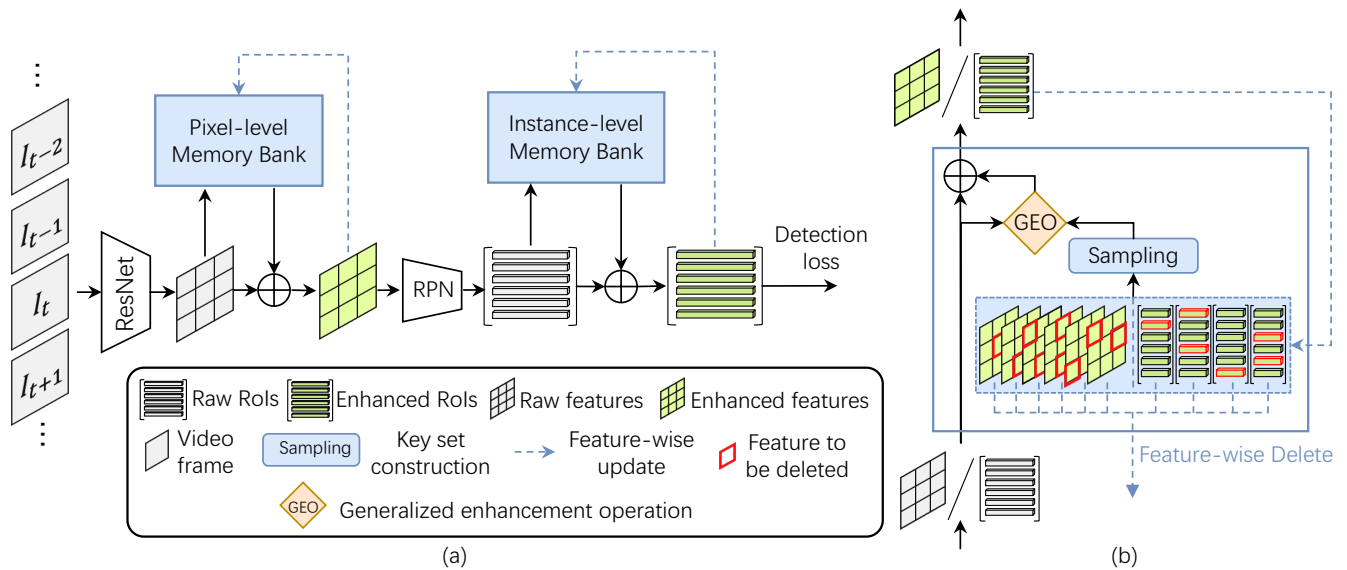 ...
I_{t-2}
I_{t-1}
I_t
I_{t+1}
...
ResNet
Pixel-level
Memory Bank
RPN
Instance-level
Memory Bank
Detection
loss
Raw RoIs
Enhanced RoIs
Raw features
Enhanced features
Video
frame
Sampling
Key set
construction
Feature-wise
update
Feature to
be deleted
GEO
Generalized enhancement operation
(a)
GEO
Sampling
Feature-wise Delete
(b)